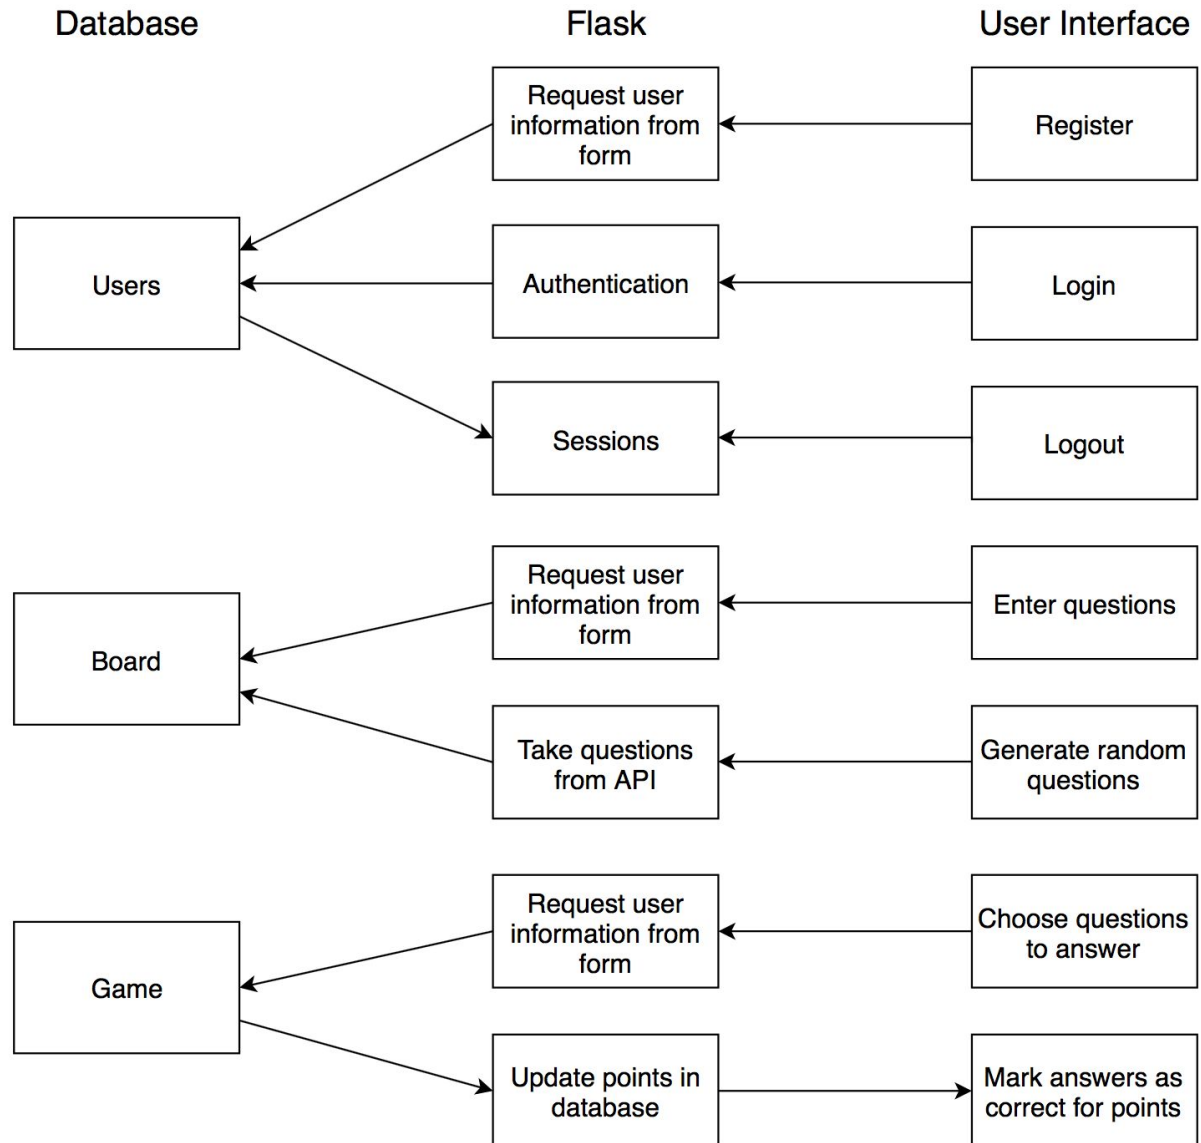 Database
Flask
User Interface
Request user
information from
form
Register
Users
Authentication
Login
Sessions
Logout
Board
Request user
information from
form
Enter questions
Take questions
from API
Generate random
questions
Game
Request user
information from
form
Choose questions
to answer
Update points in
database
Mark answers as
correct for points